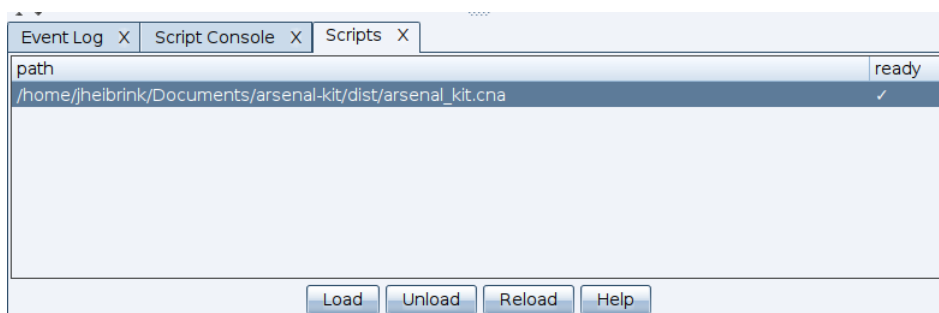 Event Log X Script Console X Scripts X
path ready
/home/jheibrink/Documents/arsenal-kit/dist/arsenal_kit.cna ✓
Load Unload Reload Help